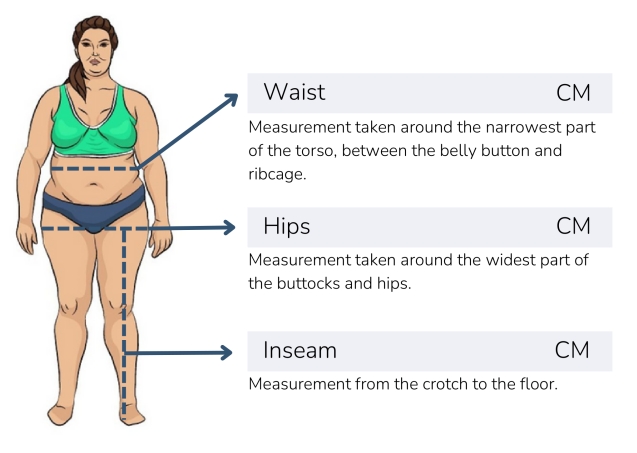 Waist CM
Measurement taken around the narrowest part
of the torso, between the belly button and
ribcage.
Hips CM
Measurement taken around the widest part of
the buttocks and hips.
Inseam CM
Measurement from the crotch to the floor.